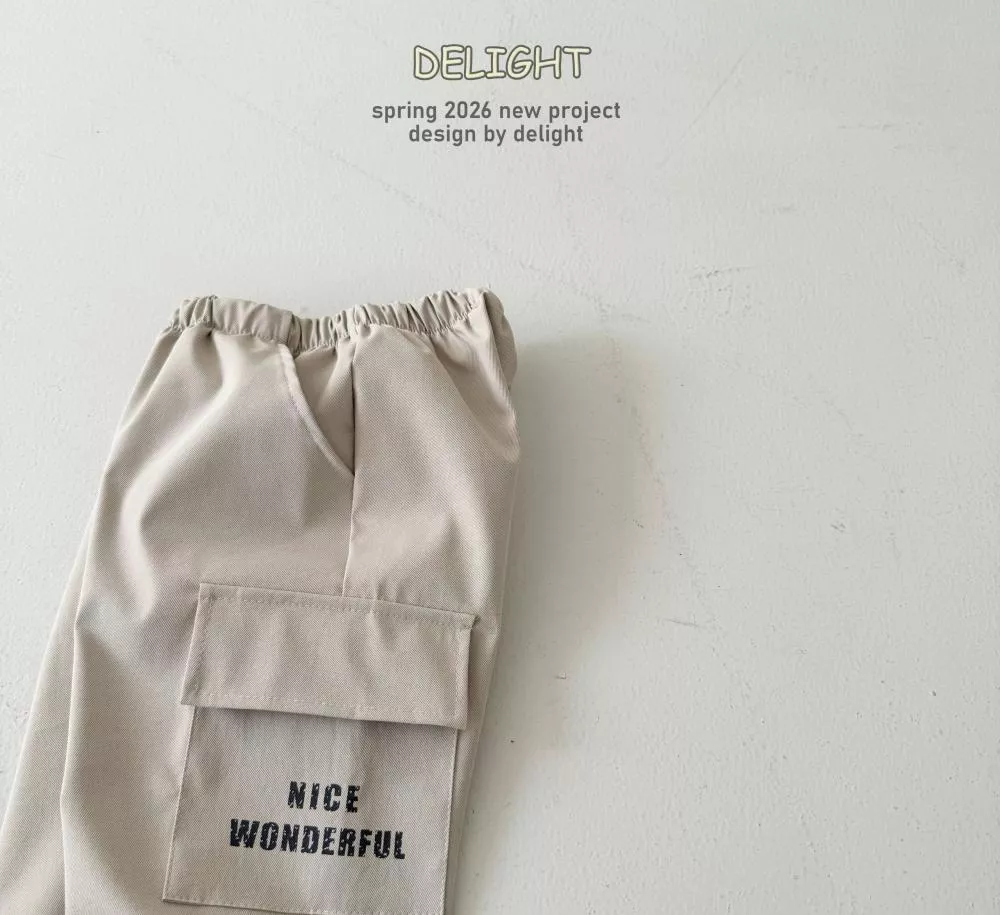 DELIGHT
spring 2026 new project
design by delight
NICE
WONDERFUL